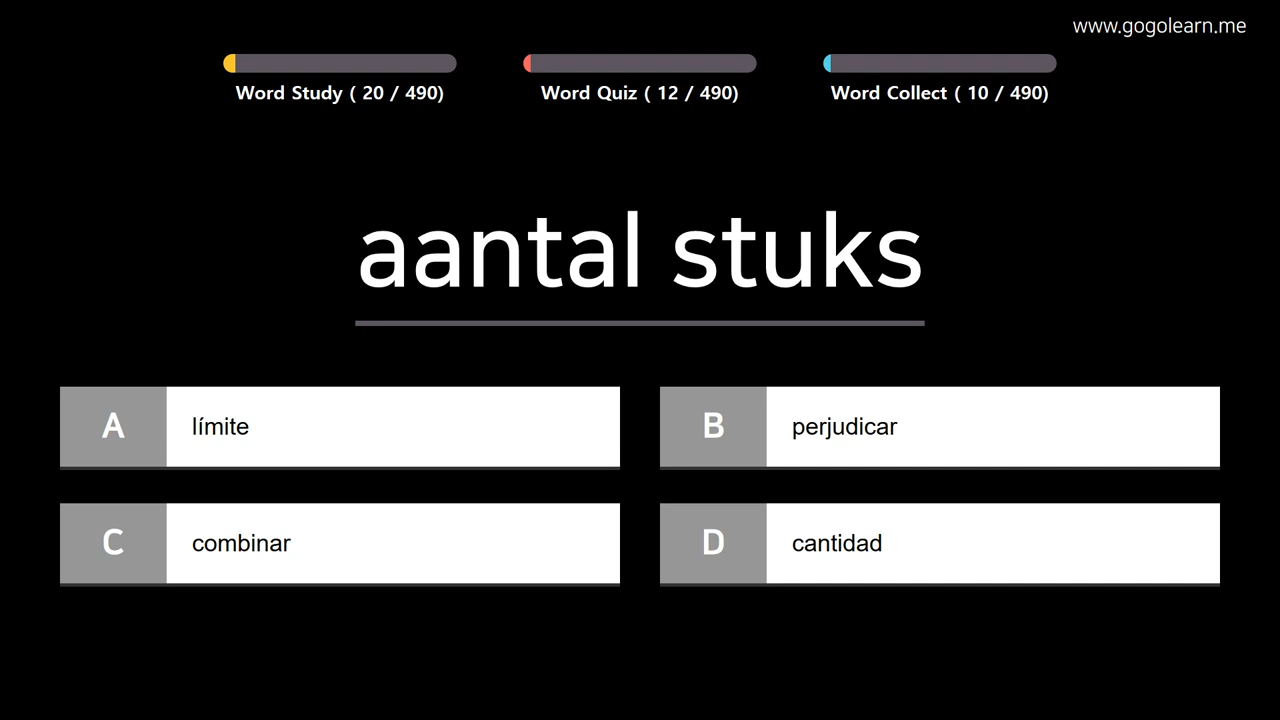 www.gogolearn.me
Word Study ( 20 / 490)
Word Quiz ( 12 / 490)
Word Collect ( 10 / 490)
aantal stuks
A límite
B perjudicar
C combinar
D cantidad